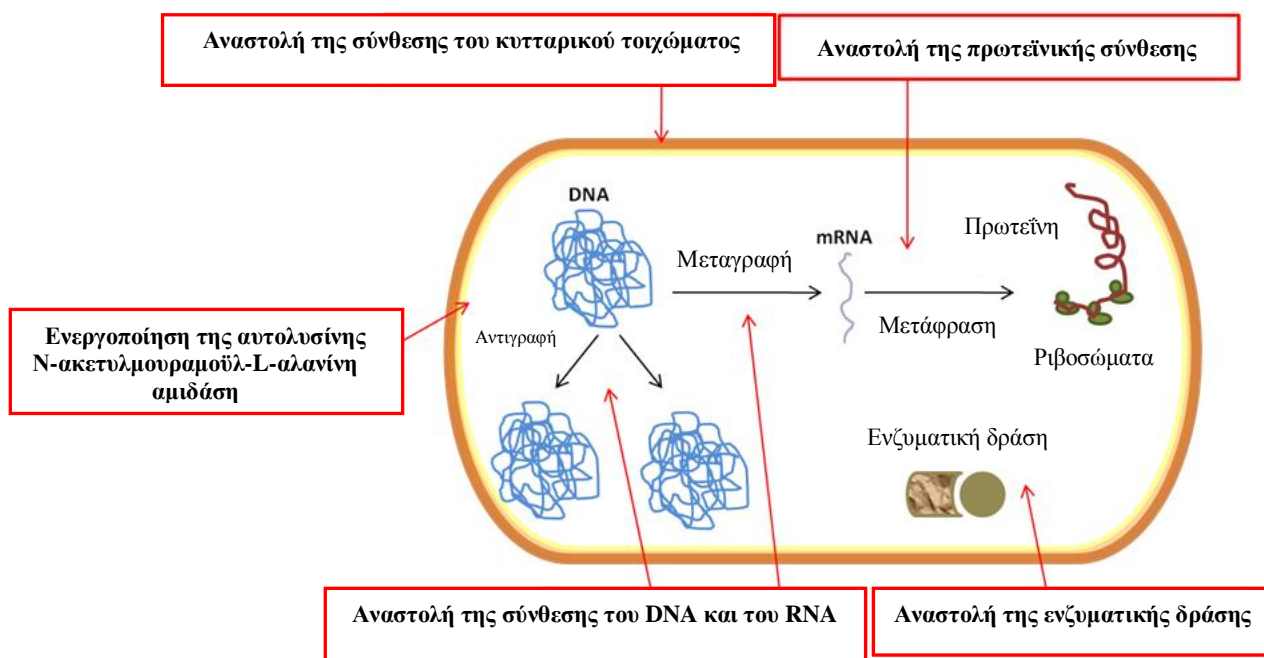 Αναστολή της σύνθεσης του κυτταρικού τοιχώματος
Αναστολή της πρωτεϊνικής σύνθεσης
DNA
Πρωτεΐνη
mRNA
Μεταγραφή
Αντιγραφή
Μετάφραση
Ριβοσώματα
Ενεργοποίηση της αυτολυσίνης
Ν-ακετυλμουραμοϋλ-L-αλανίνη
αμιδάση
Ενζυματική δράση
Αναστολή της σύνθεσης του DNA και του RNA
Αναστολή της ενζυματικής δράσης